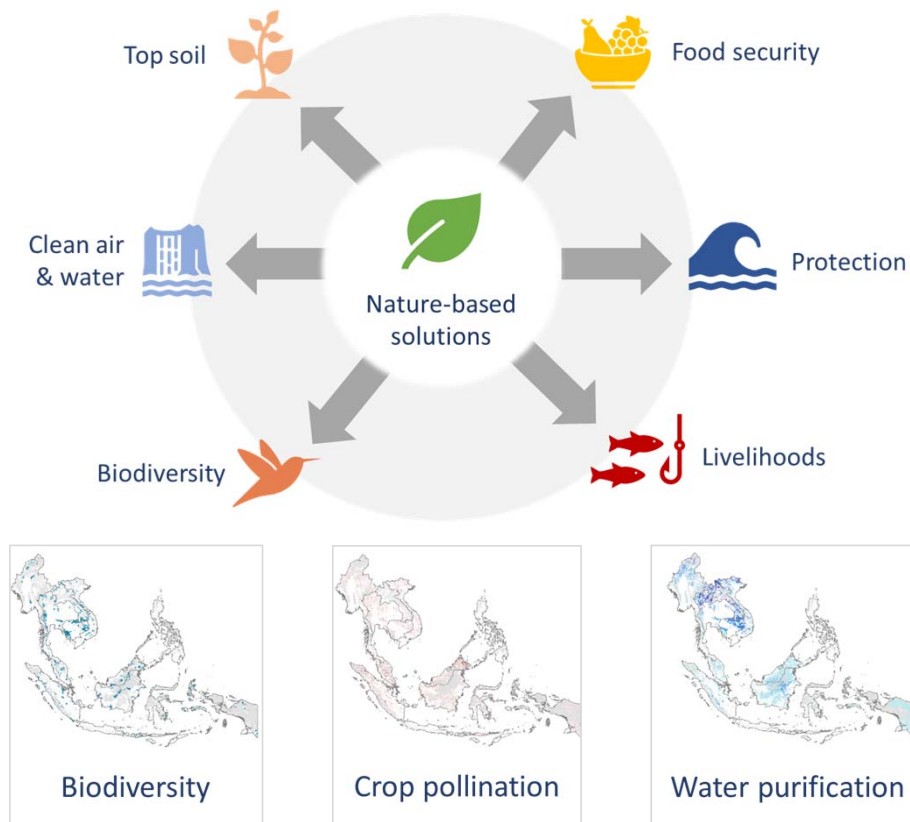 Top soil
Food security
Clean air
& water
Nature-based
solutions
Protection
Biodiversity
Livelihoods
Biodiversity
Crop pollination
Water purification